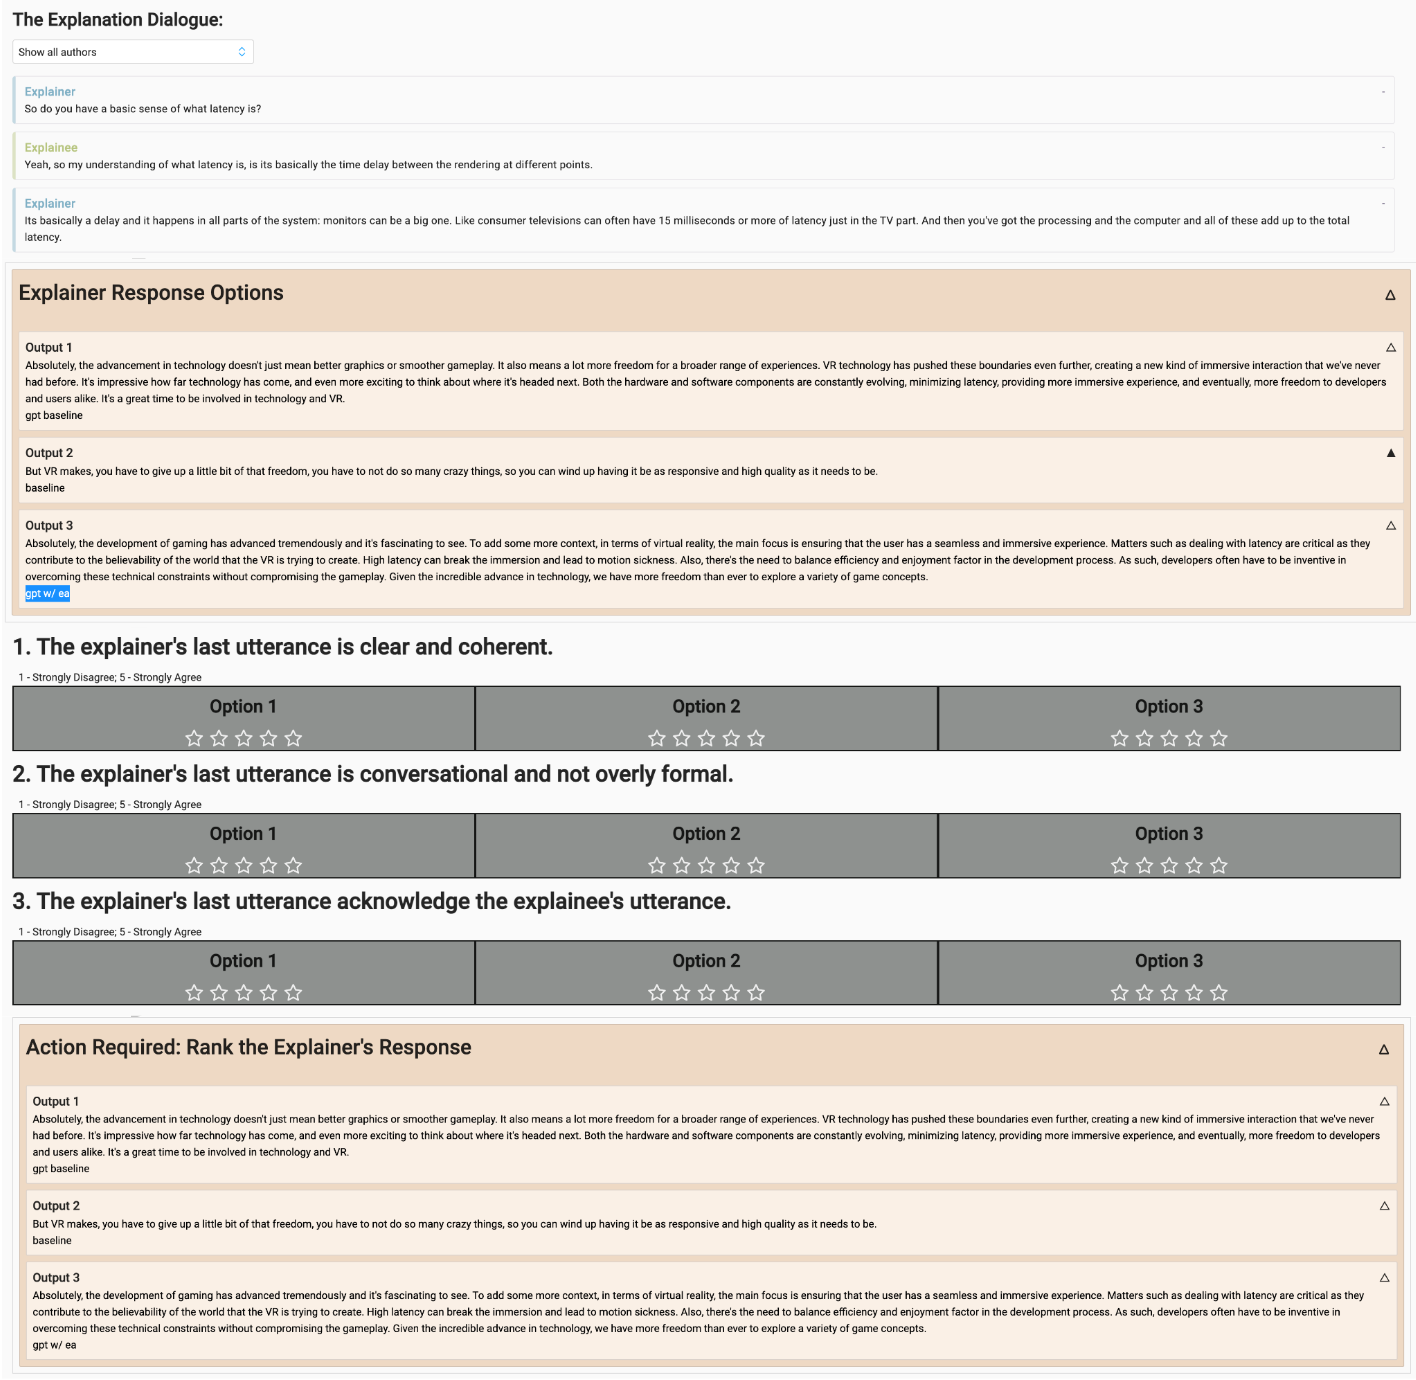 The Explanation Dialogue:
Show all authors
Explainer
So do you have a basic sense of what latency is?
Explainee
Yeah, so my understanding of what latency is, is its basically the time delay between the rendering at different points.
Explainer
Its basically a delay and it happens in all parts of the system: monitors can be a big one. Like consumer televisions can often have 15 milliseconds or more of latency just in the TV part. And then you've got the processing and the computer and all of these add up to the total
latency.
Explainer Response Options
Output 1
Absolutely, the advancement in technology doesn't just mean better graphics or smoother gameplay. It also means a lot more freedom for a broader range of experiences. VR technology has pushed these boundaries even further, creating a new kind of immersive interaction that we've never
had before. It's impressive how far technology has come, and even more exciting to think about where it's headed next. Both the hardware and software components are constantly evolving, minimizing latency, providing more immersive experience, and eventually, more freedom to developers
and users alike. It's a great time to be involved in technology and VR.
gpt baseline
Output 2
But VR makes, you have to give up a little bit of that freedom, you have to not do so many crazy things, so you can wind up having it be as responsive and high quality as it needs to be.
baseline
Output 3
Absolutely, the development of gaming has advanced tremendously and it's fascinating to see. To add some more context, in terms of virtual reality, the main focus is ensuring that the user has a seamless and immersive experience. Matters such as dealing with latency are critical as they
contribute to the believability of the world that the VR is trying to create. High latency can break the immersion and lead to motion sickness. Also, there's the need to balance efficiency and enjoyment factor in the development process. As such, developers often have to be inventive in
overcoming these technical constraints without compromising the gameplay. Given the incredible advance in technology, we have more freedom than ever to explore a variety of game concepts.
gpt w/ ea
1. The explainer's last utterance is clear and coherent.
1 - Strongly Disagree; 5 - Strongly Agree
Option 1 Option 2 Option 3
2. The explainer's last utterance is conversational and not overly formal.
1 - Strongly Disagree; 5 - Strongly Agree
Option 1 Option 2 Option 3
3. The explainer's last utterance acknowledge the explainee's utterance.
1 - Strongly Disagree; 5 - Strongly Agree
Option 1 Option 2 Option 3
Action Required: Rank the Explainer's Response
Output 1
Absolutely, the advancement in technology doesn't just mean better graphics or smoother gameplay. It also means a lot more freedom for a broader range of experiences. VR technology has pushed these boundaries even further, creating a new kind of immersive interaction that we've never
had before. It's impressive how far technology has come, and even more exciting to think about where it's headed next. Both the hardware and software components are constantly evolving, minimizing latency, providing more immersive experience, and eventually, more freedom to developers
and users alike. It's a great time to be involved in technology and VR.
gpt baseline
Output 2
But VR makes, you have to give up a little bit of that freedom, you have to not do so many crazy things, so you can wind up having it be as responsive and high quality as it needs to be.
baseline
Output 3
Absolutely, the development of gaming has advanced tremendously and it's fascinating to see. To add some more context, in terms of virtual reality, the main focus is ensuring that the user has a seamless and immersive experience. Matters such as dealing with latency are critical as they
contribute to the believability of the world that the VR is trying to create. High latency can break the immersion and lead to motion sickness. Also, there's the need to balance efficiency and enjoyment factor in the development process. As such, developers often have to be inventive in
overcoming these technical constraints without compromising the gameplay. Given the incredible advance in technology, we have more freedom than ever to explore a variety of game concepts.
gpt w/ ea